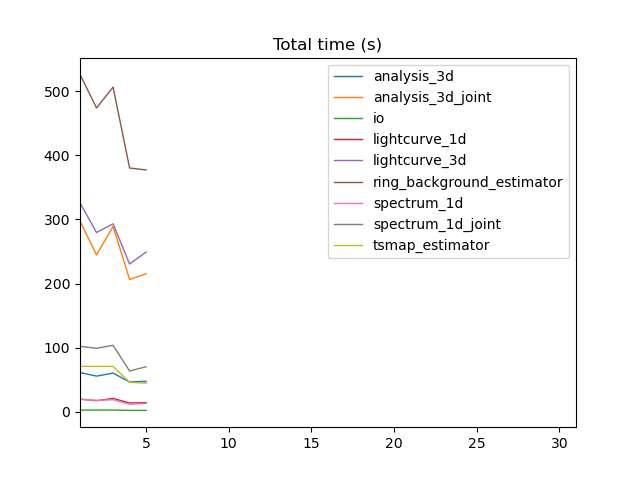 Total time (s)
500
400
300
200
100
0
5
10
15
20
25
30
analysis_3d
analysis_3d_joint
io
lightcurve_1d
lightcurve_3d
ring_background_estimator
spectrum_1d
spectrum_1d_joint
tsmap_estimator